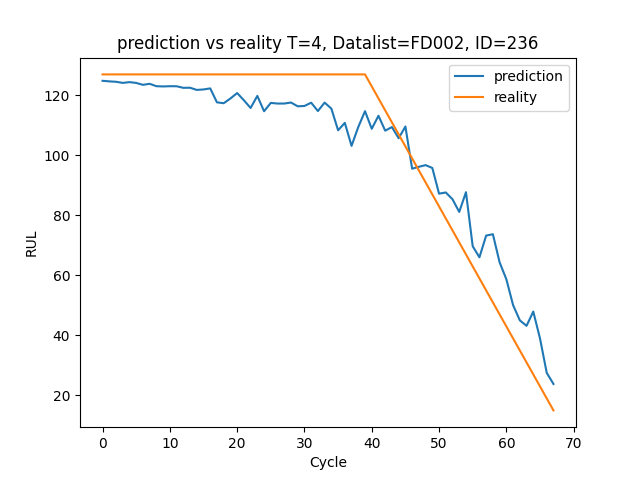 prediction vs reality T=4, Datalist=FD002, ID=236
prediction
reality
120
100
80
60
40
20
RUL
0 10 20 30 40 50 60 70
Cycle